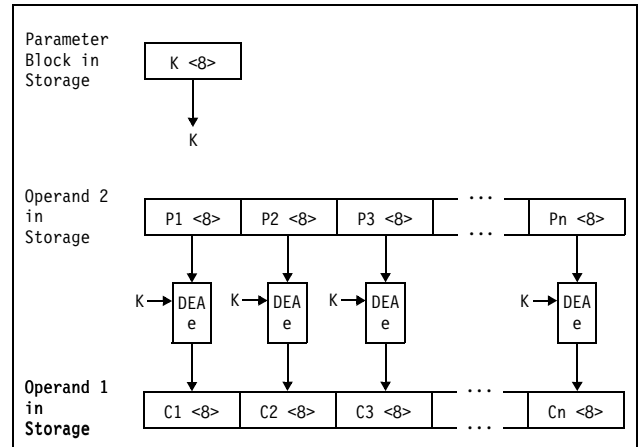 Parameter
Block in
Storage
K <8>
K
Operand 2
in
Storage
...
P1 <8> P2 <8> P3 <8> Pn <8>
...
K DEA e K DEA e K DEA e K DEA e
Operand 1
in
Storage
...
C1 <8> C2 <8> C3 <8> Cn <8>
...